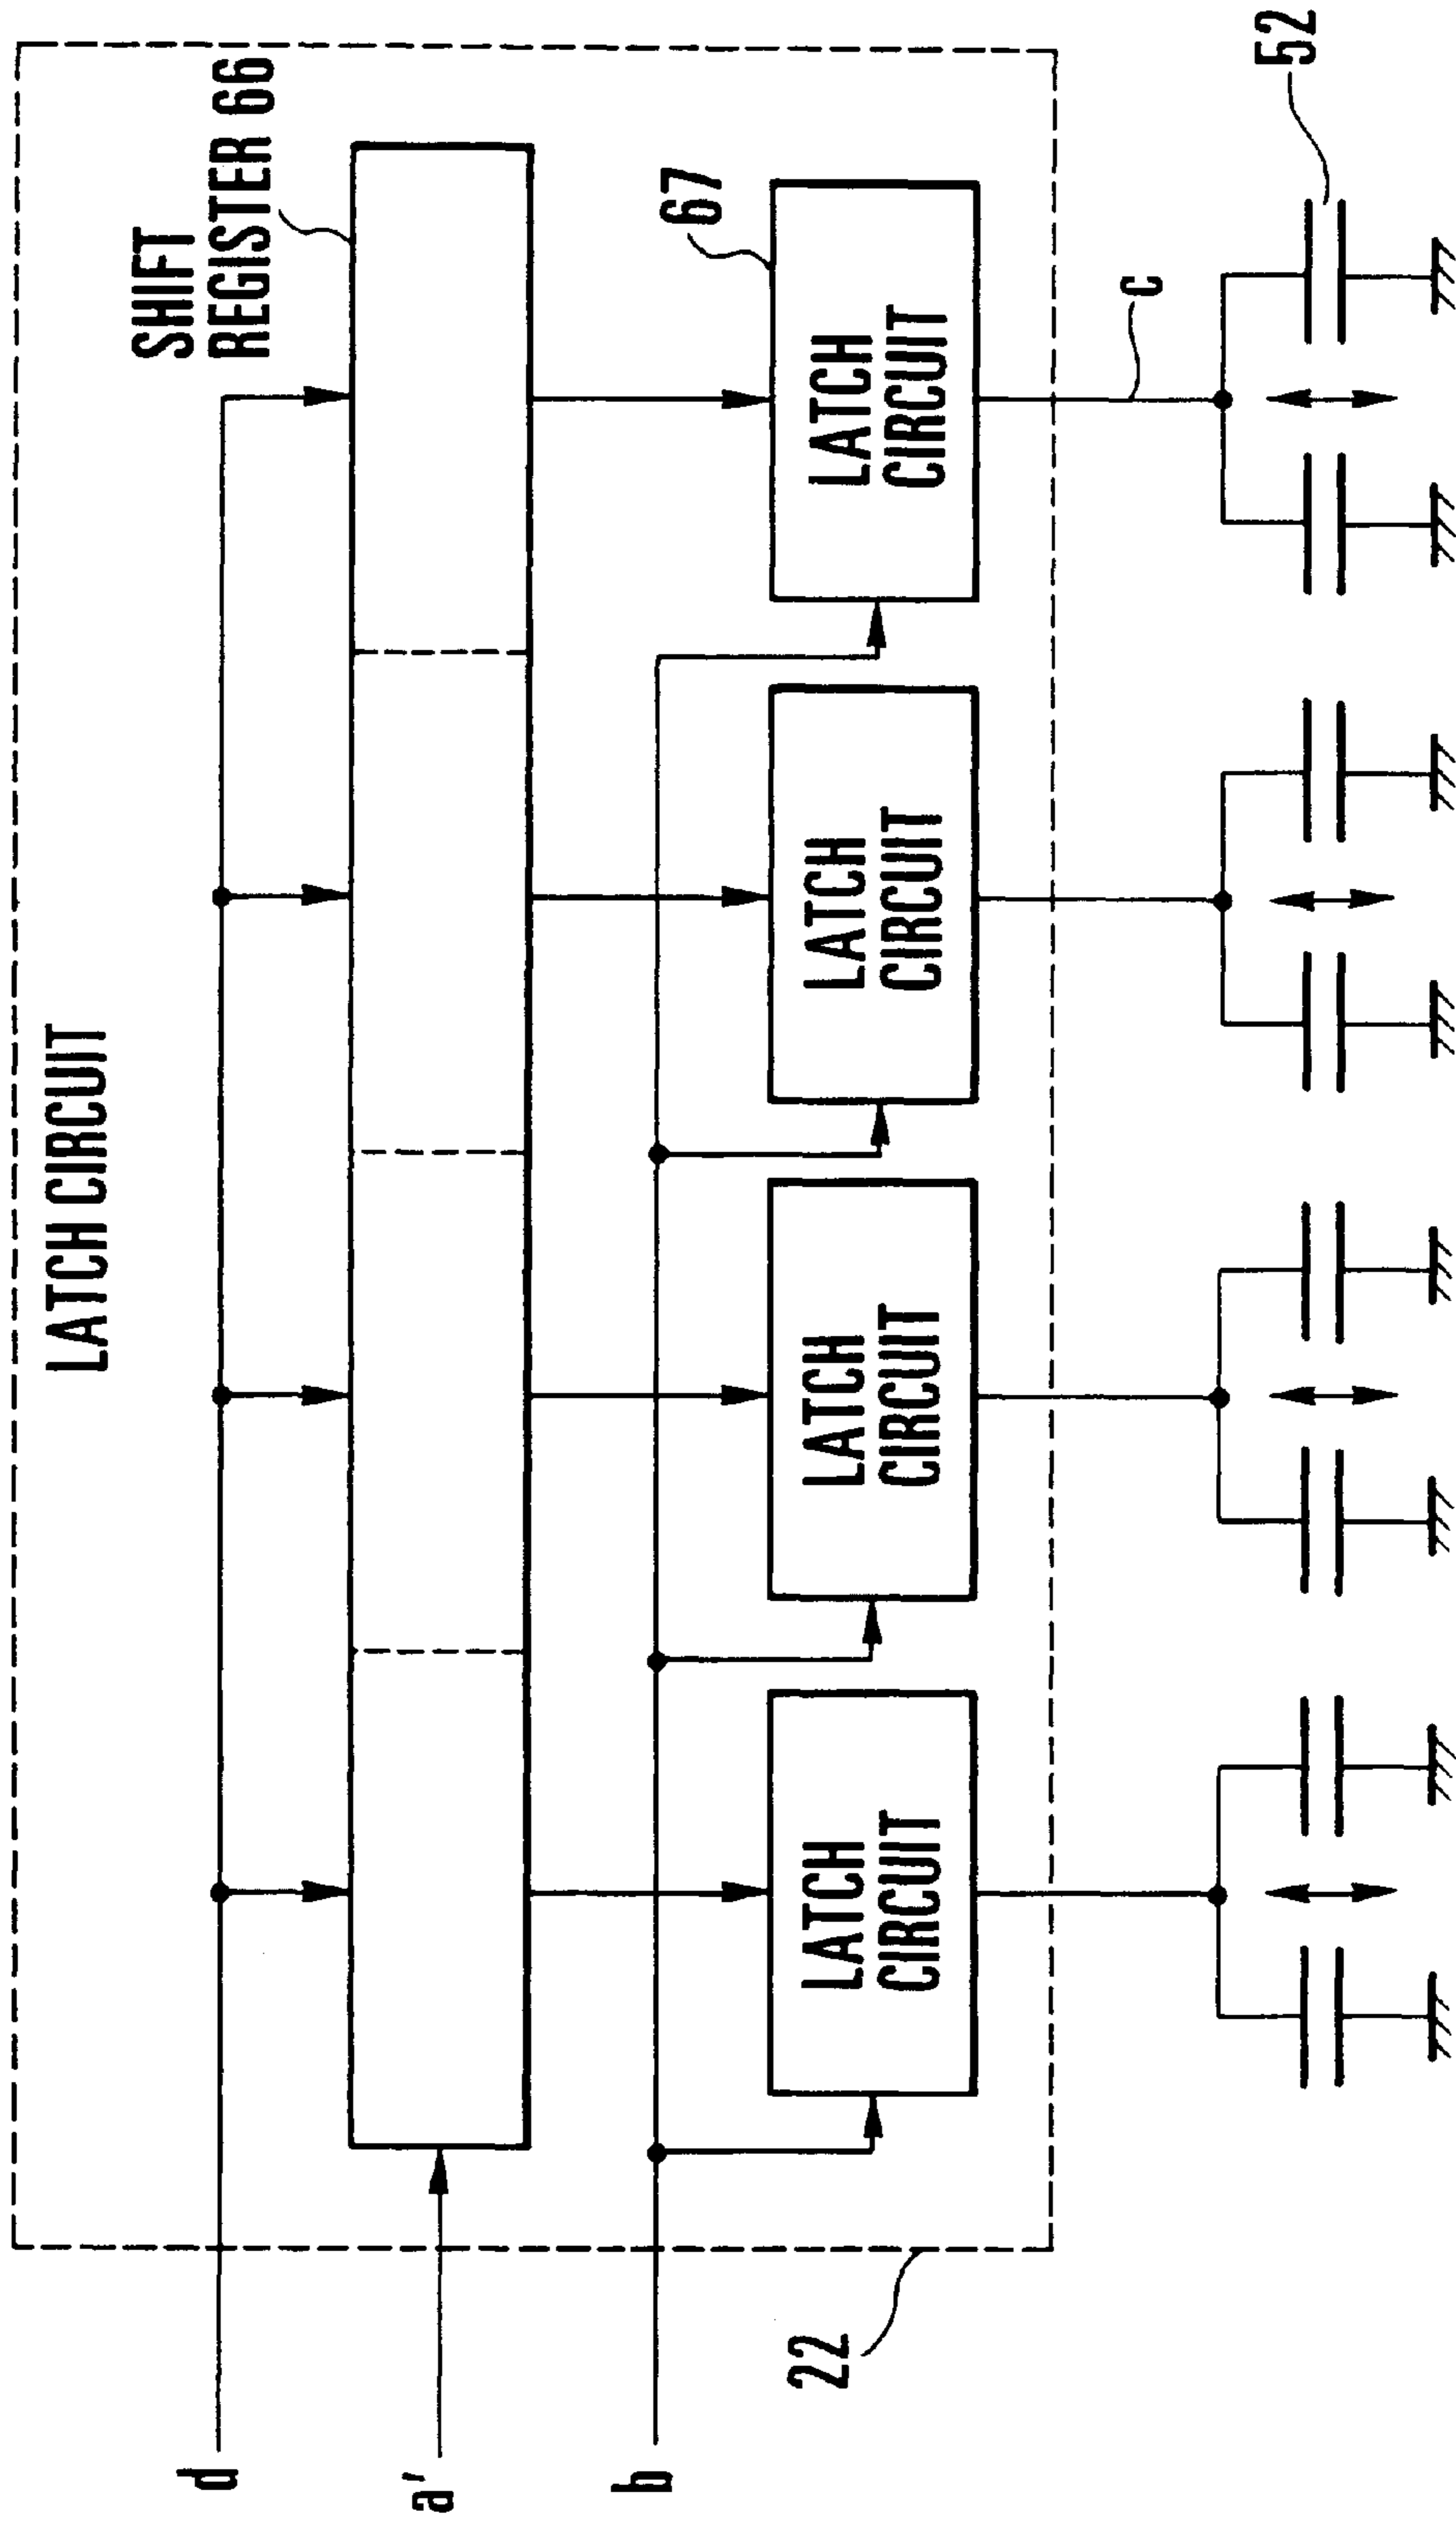 LATCH CIRCUIT
SHIFT
REGISTER 66
d
a'
b
67
LATCH
CIRCUIT
LATCH
CIRCUIT
LATCH
CIRCUIT
LATCH
CIRCUIT
22
c
52